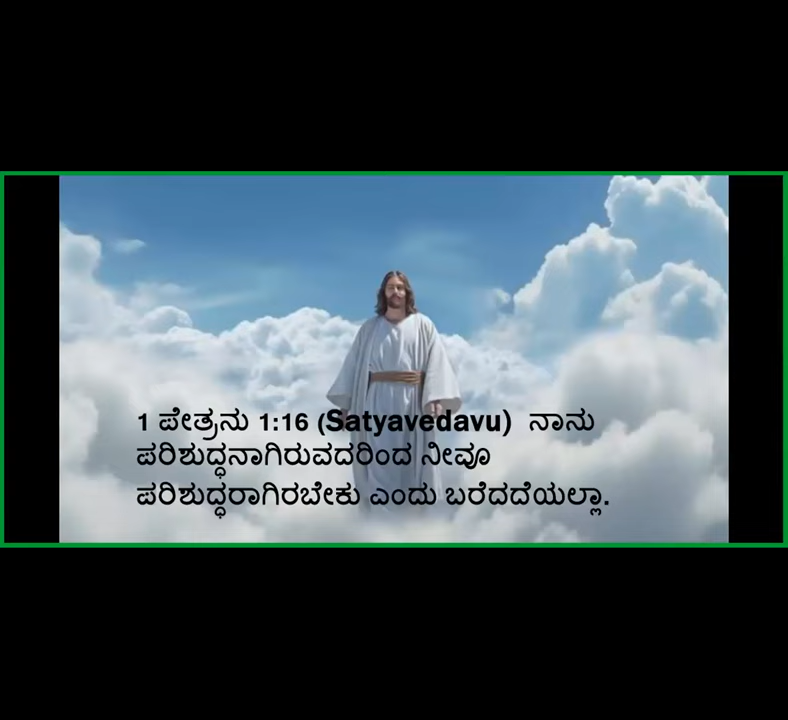 1 ಪೇತ್ರನು 1:16 (Satyavedavu) ನಾನು
ಪರಿಶುದ್ಧನಾಗಿರುವದರಿಂದ ನೀವೂ
ಪರಿಶುದ್ಧರಾಗಿರಬೇಕು ಎಂದು ಬರೆದದೆಯಲ್ಲಾ.